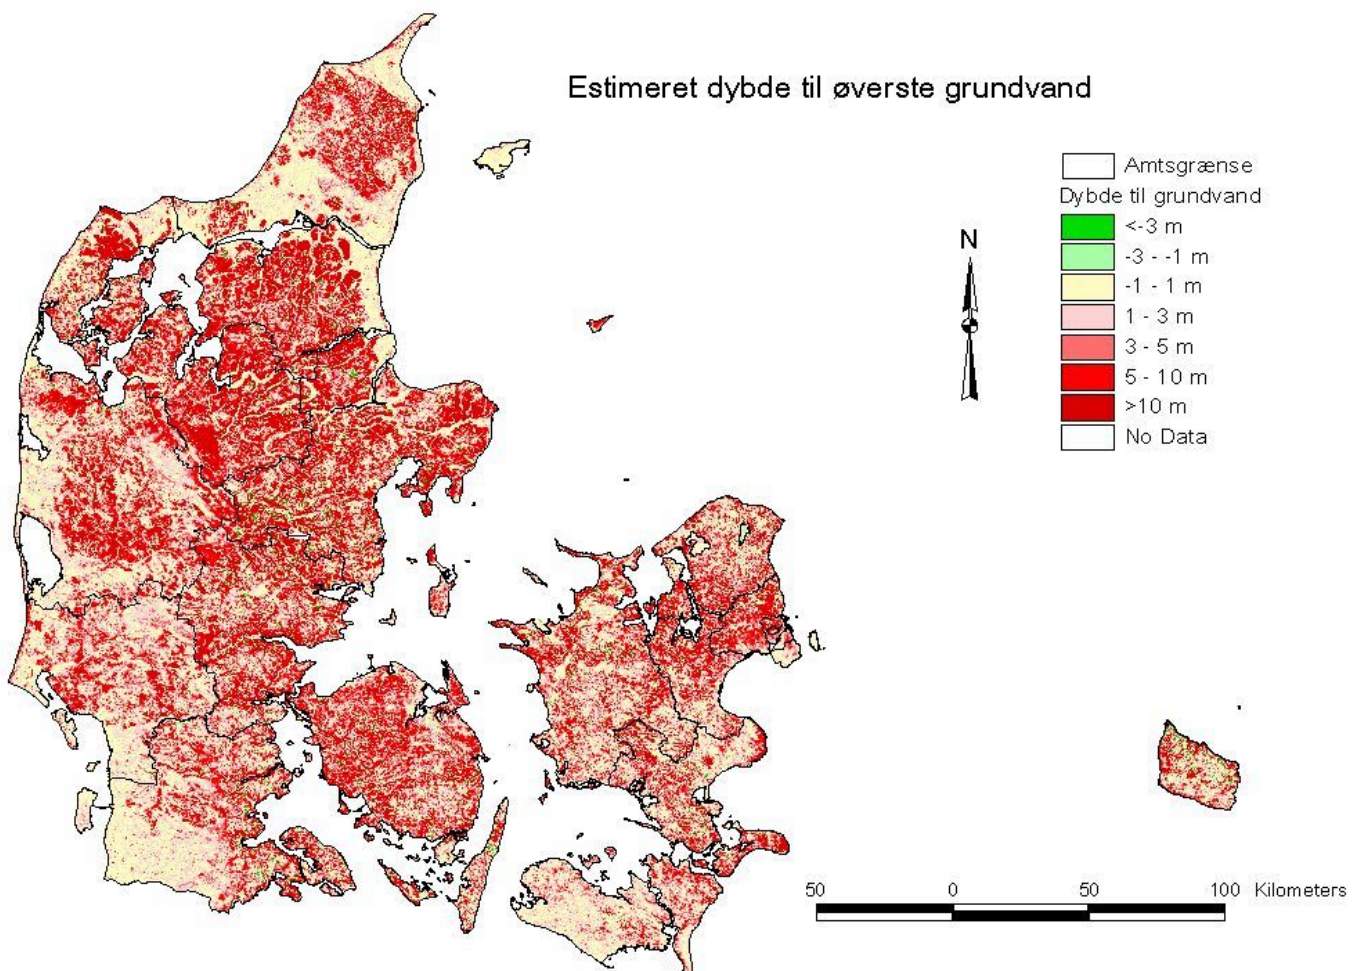 Estimeret dybde til øverste grundvand
Amtsgrænse
Dybde til grundvand
<-3 m
-3 - -1 m
-1 - 1 m
1 - 3 m
3 - 5 m
5 - 10 m
>10 m
No Data
N
50 0 50 100 Kilometers